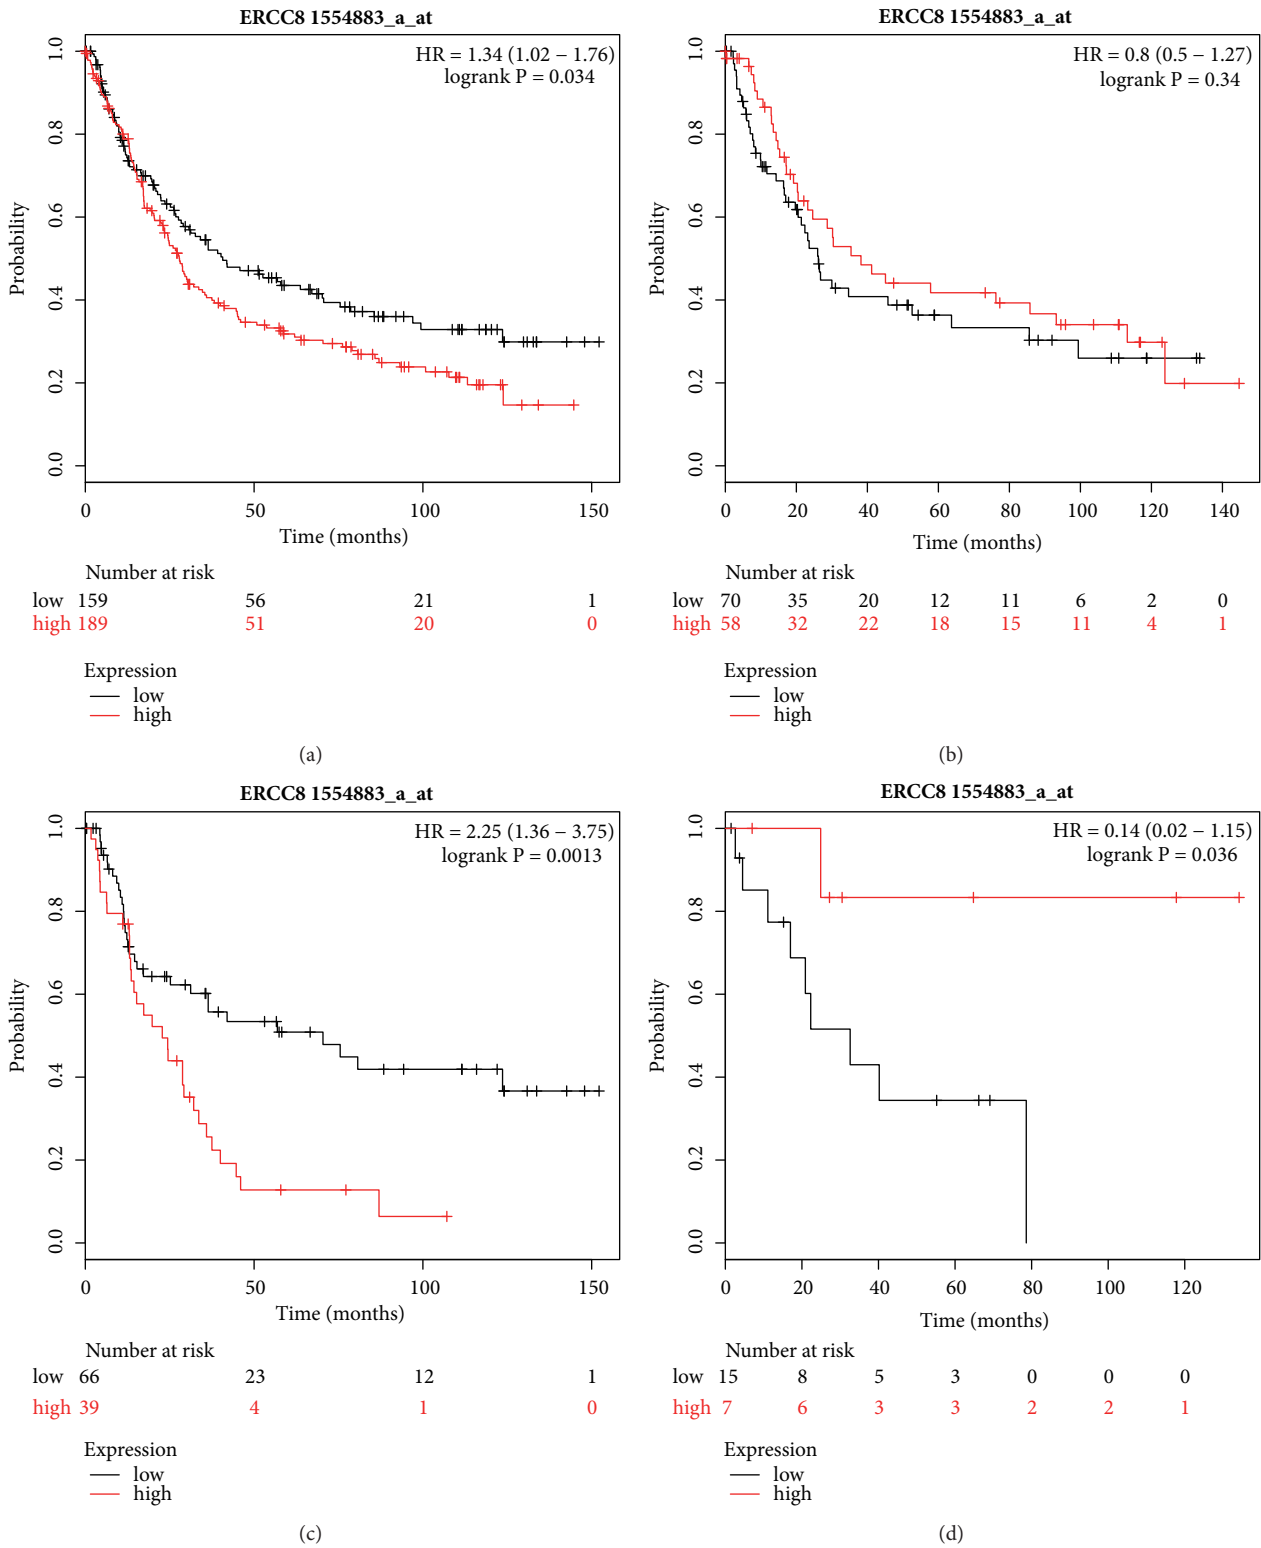 ERCC8 1554883_a_at
HR = 1.34 (1.02 − 1.76)
logrank P = 0.034
Probability
1.0
0.8
0.6
0.4
0.2
0.0
0 50 100 150
Time (months)
Number at risk
low 159 56 21 1
high 189 51 20 0
Expression
low
high
(a)
ERCC8 1554883_a_at
HR = 0.8 (0.5 − 1.27)
logrank P = 0.34
Probability
1.0
0.8
0.6
0.4
0.2
0.0
0 20 40 60 80 100 120 140
Time (months)
Number at risk
low 70 35 20 12 11 6 2 0
high 58 32 22 18 15 11 4 1
Expression
low
high
(b)
ERCC8 1554883_a_at
HR = 2.25 (1.36 − 3.75)
logrank P = 0.0013
Probability
1.0
0.8
0.6
0.4
0.2
0.0
0 50 100 150
Time (months)
Number at risk
low 66 23 12 1
high 39 4 1 0
Expression
low
high
(c)
ERCC8 1554883_a_at
HR = 0.14 (0.02 − 1.15)
logrank P = 0.036
Probability
1.0
0.8
0.6
0.4
0.2
0.0
0 20 40 60 80 100 120
Time (months)
Number at risk
low 15 8 5 3 0 0 0
high 7 6 3 3 2 2 1
Expression
low
high
(d)